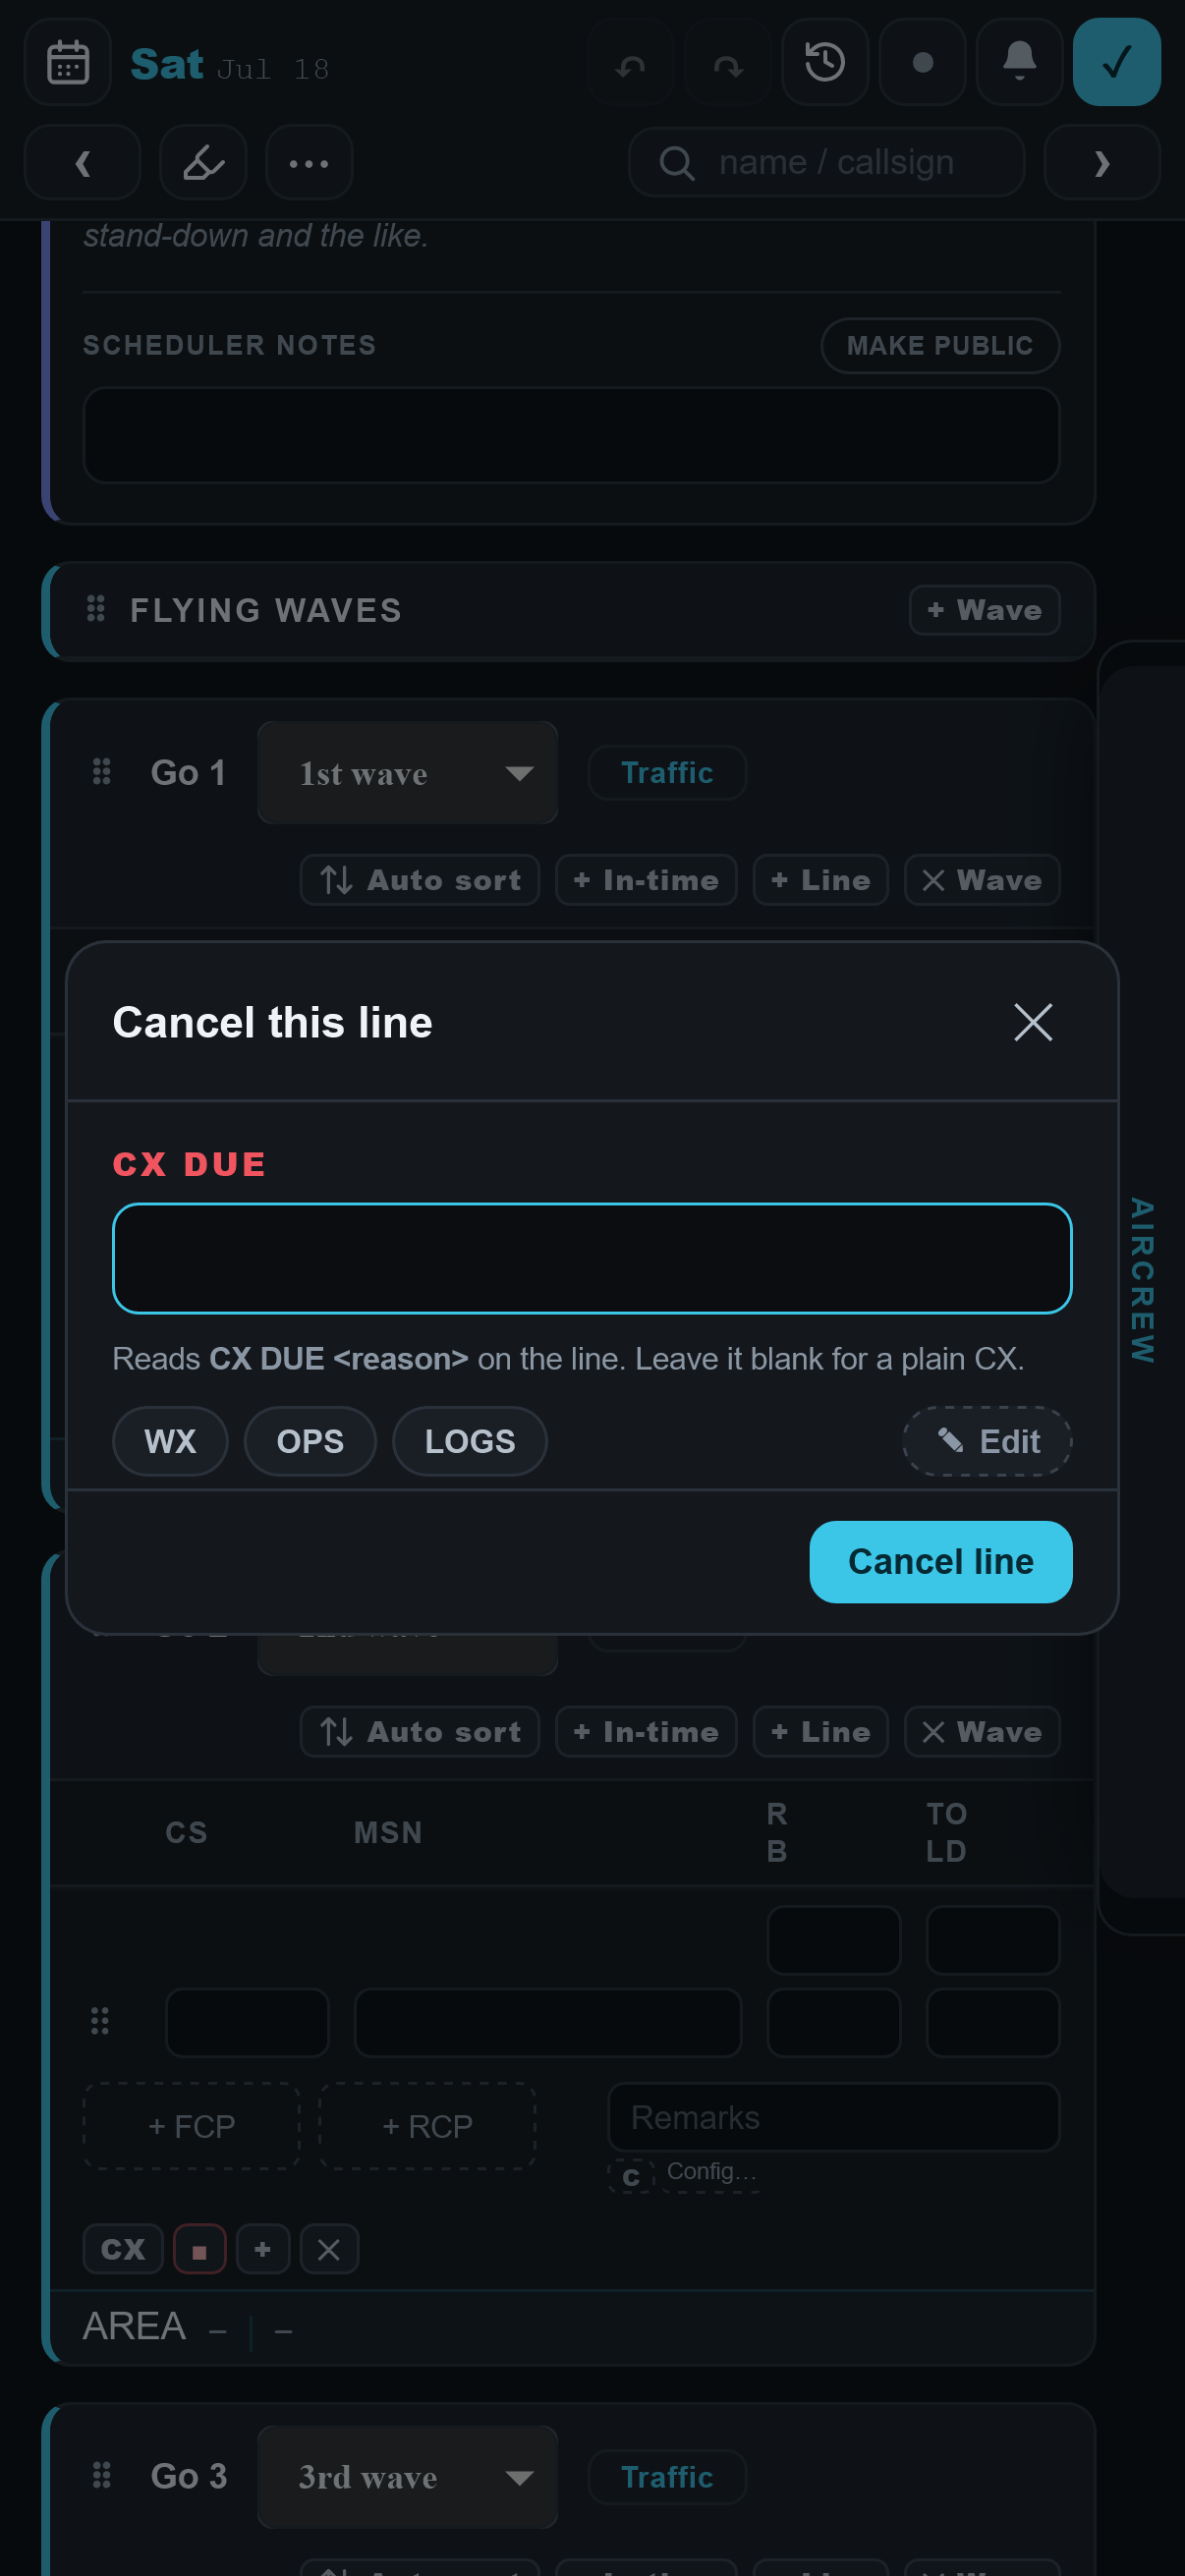 Sat Jul 18
name / callsign
stand-down and the like.
SCHEDULER NOTES MAKE PUBLIC
FLYING WAVES + Wave
Go 1 1st wave Traffic
Auto sort + In-time + Line × Wave
Cancel this line
CX DUE
Reads CX DUE <reason> on the line. Leave it blank for a plain CX.
WX OPS LOGS Edit
Cancel line
AIRCREW
Auto sort + In-time + Line × Wave
CS MSN R TO
B LD
+ FCP + RCP Remarks
C Config...
CX + ×
AREA – | –
Go 3 3rd wave Traffic